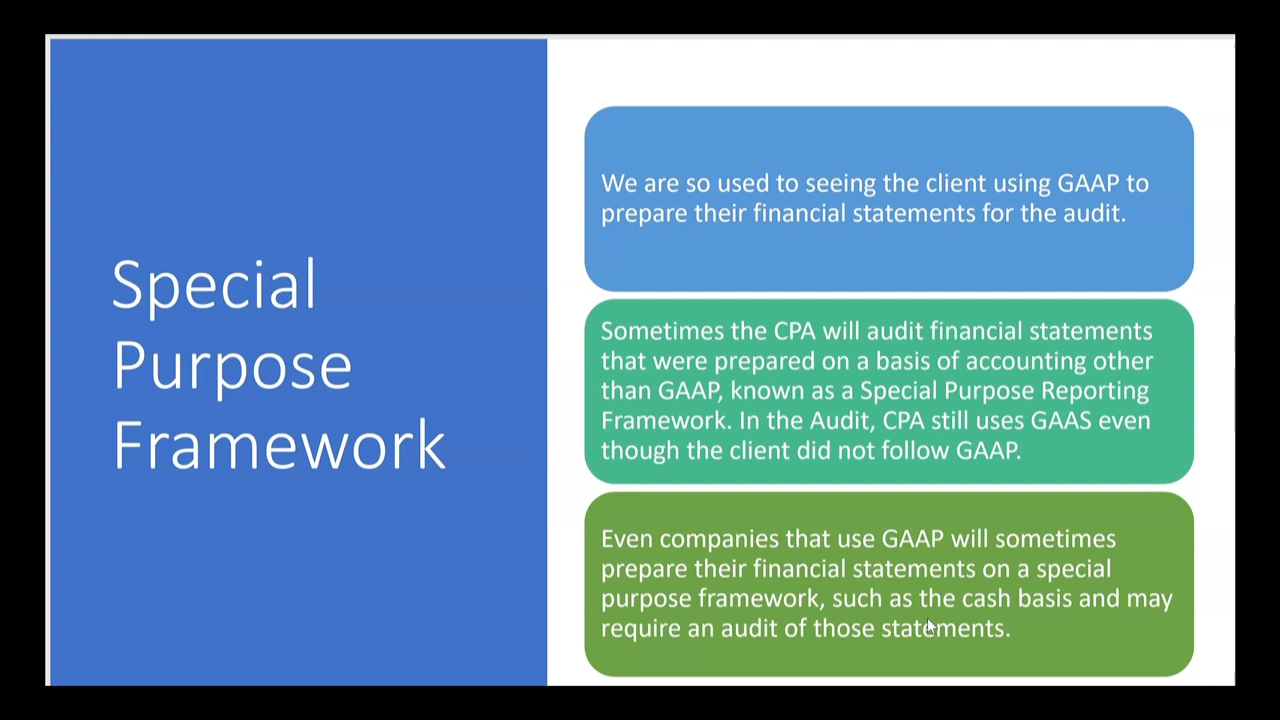 Special
Purpose
Framework
We are so used to seeing the client using GAAP to
prepare their financial statements for the audit.
Sometimes the CPA will audit financial statements
that were prepared on a basis of accounting other
than GAAP, known as a Special Purpose Reporting
Framework. In the Audit, CPA still uses GAAS even
though the client did not follow GAAP.
Even companies that use GAAP will sometimes
prepare their financial statements on a special
purpose framework, such as the cash basis and may
require an audit of those statements.